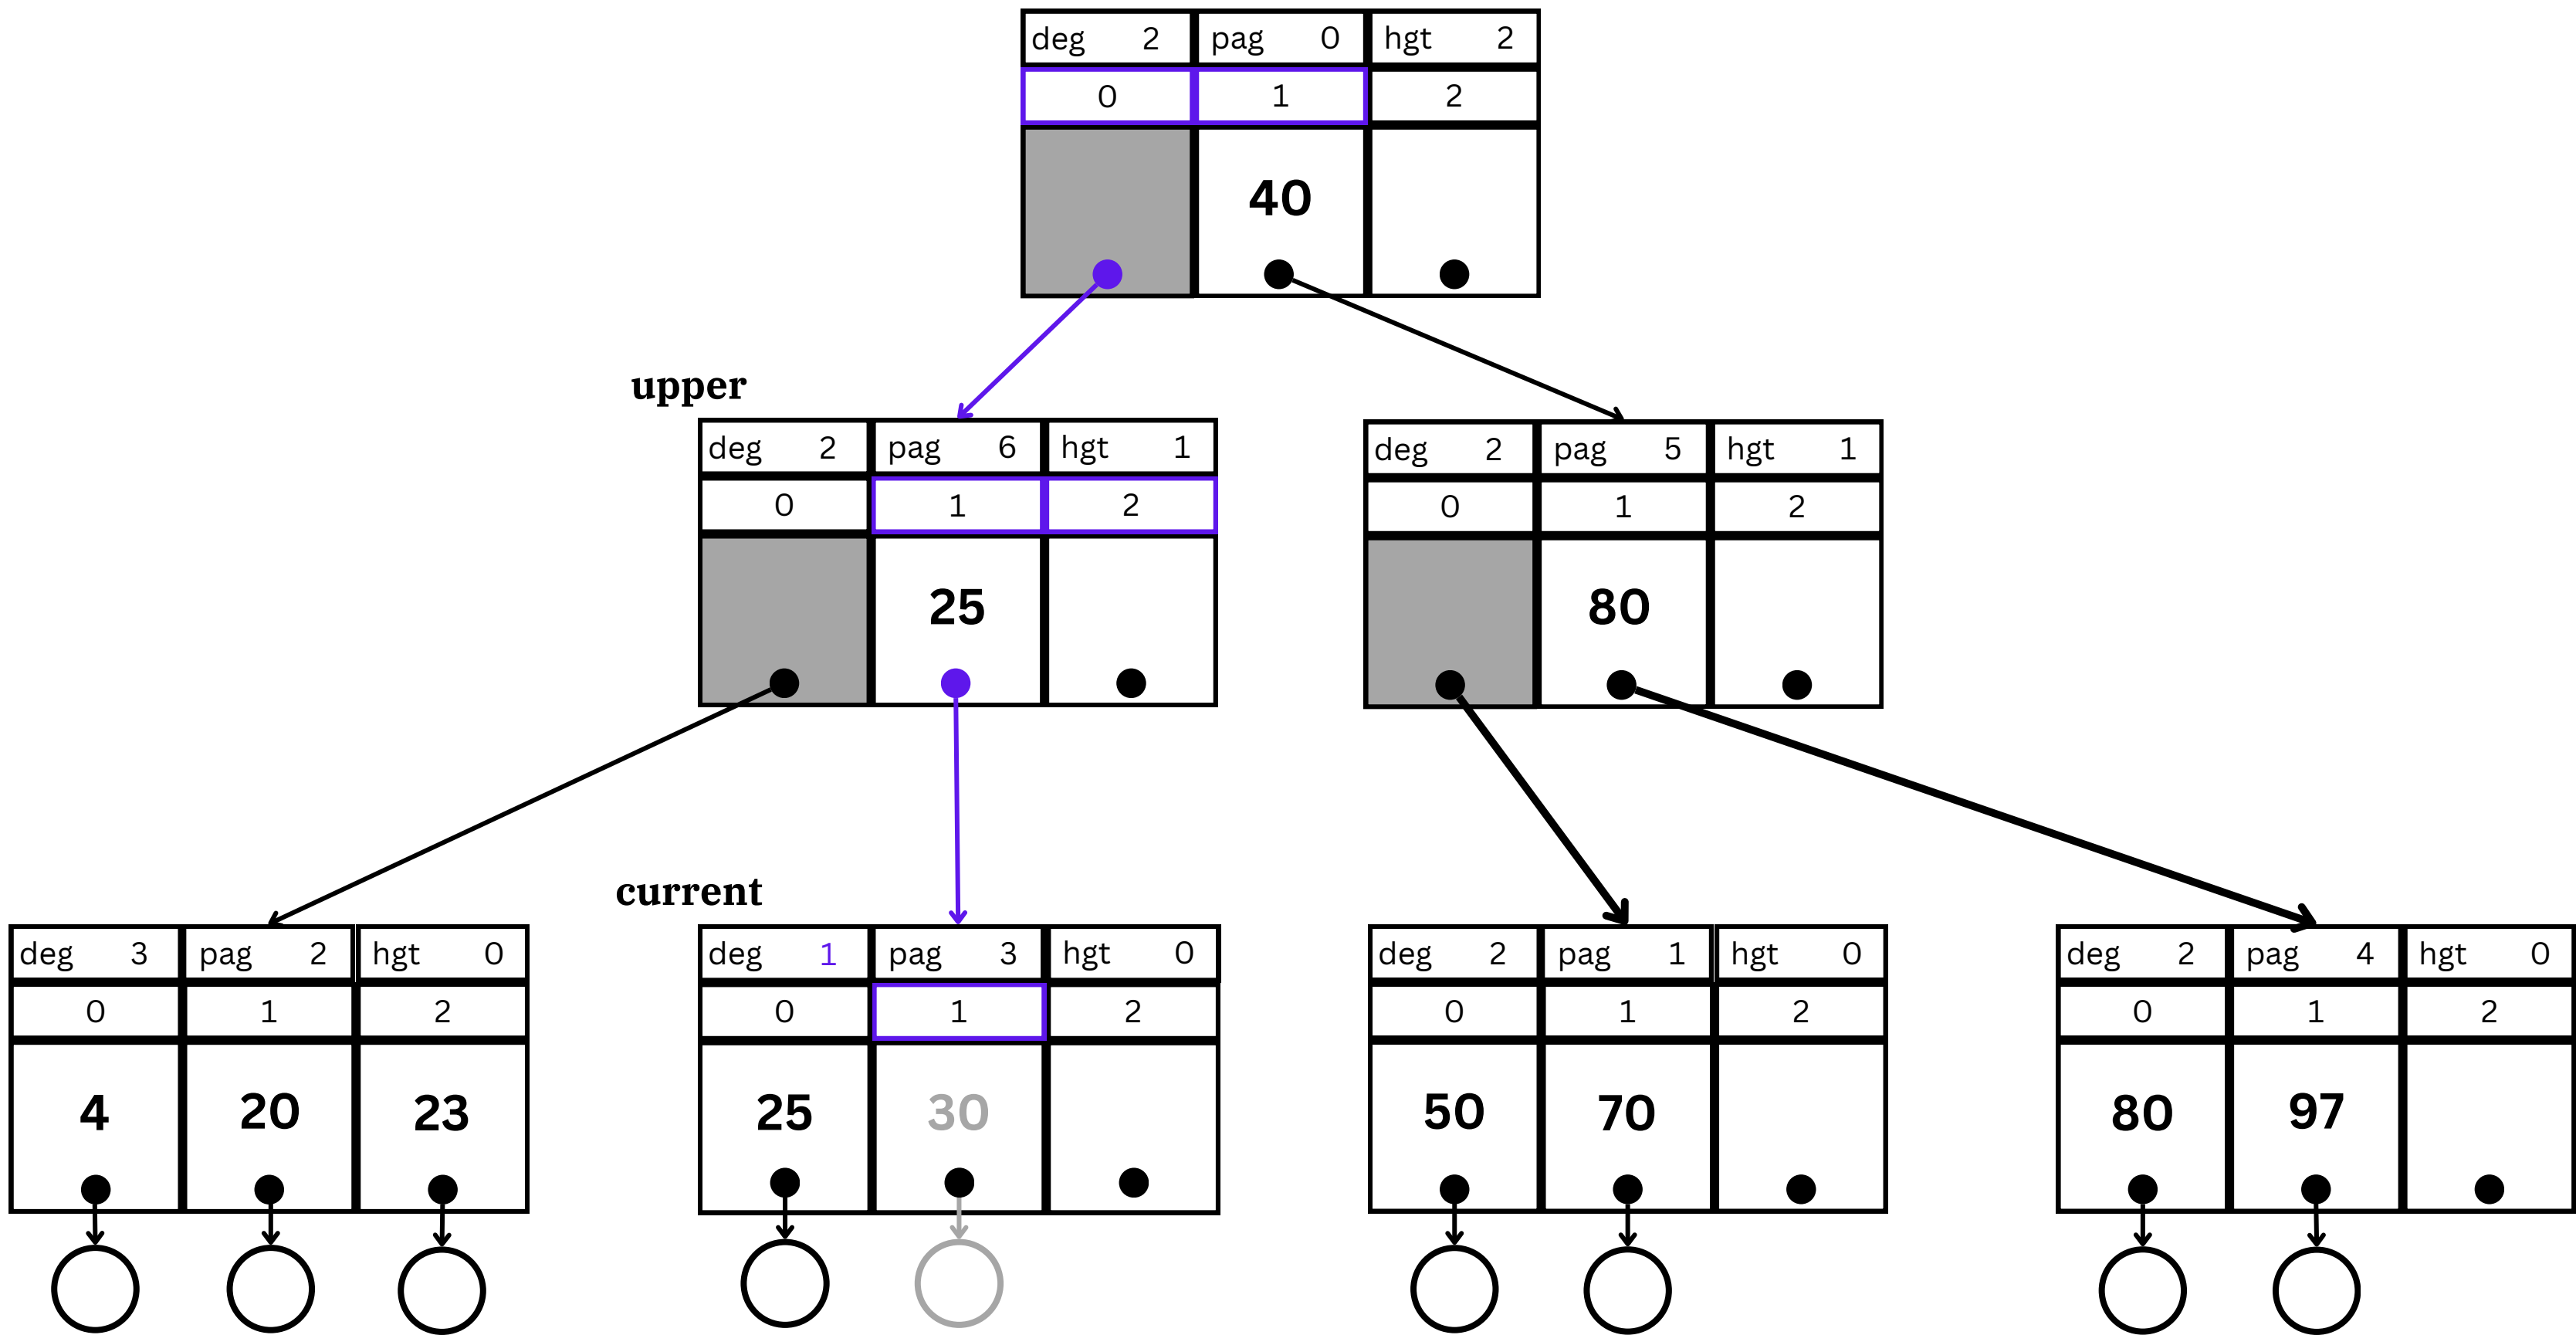 deg 2 pag 0 hgt 2
0 1 2
40
upper
deg 2 pag 6 hgt 1
0 1 2
25
deg 2 pag 5 hgt 1
0 1 2
80
current
deg 3 pag 2 hgt 0
0 1 2
4 20 23
deg 1 pag 3 hgt 0
0 1 2
25 30
deg 2 pag 1 hgt 0
0 1 2
50 70
deg 2 pag 4 hgt 0
0 1 2
80 97